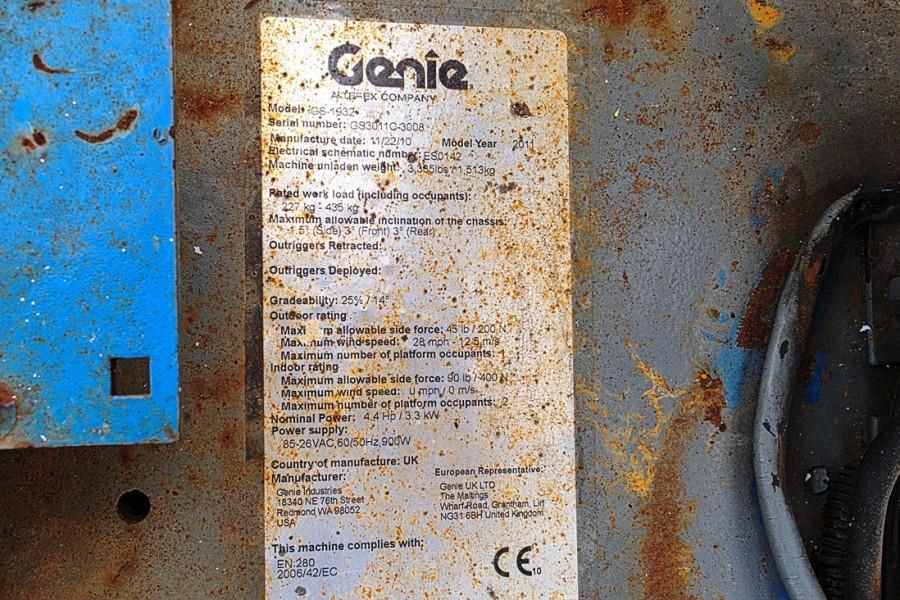 Genie
A TEREX COMPANY
Model: GS-1932
Serial number: GS3011C-3008
Manufacture date: 11/22/10 Model Year 2011
Electrical schematic number: ES0142
Machine unladen weight: 3,335lbs / 1,513kg
Rated work load (including occupants):
227 kg - 435 kg
Maximum allowable inclination of the chassis:
1.5° (Side) 3° (Front) 3° (Rear)
Outriggers Retracted:
Outriggers Deployed:
Gradeability: 25% / 14°
Outdoor rating
Maxi m allowable side force: 45 lb / 200 N
Maximum wind speed: 28 mph - 12.5 m/s
Maximum number of platform occupants: 1
Indoor rating
Maximum allowable side force: 90 lb / 400 N
Maximum wind speed: 0 mph / 0 m/s
Maximum number of platform occupants: 2
Nominal Power: 4.4 Hp / 3.3 kW
Power supply:
85-26VAC,60/50Hz,900W
Country of manufacture: UK
Manufacturer:
Genie Industries
18340 NE 76th Street
Redmond WA 98052
USA
European Representative:
Genie UK LTD
The Maltings
Wharf Road, Grantham, Lin
NG31 6BH United Kingdom
This machine complies with;
EN:280
2006/42/EC
CE 10